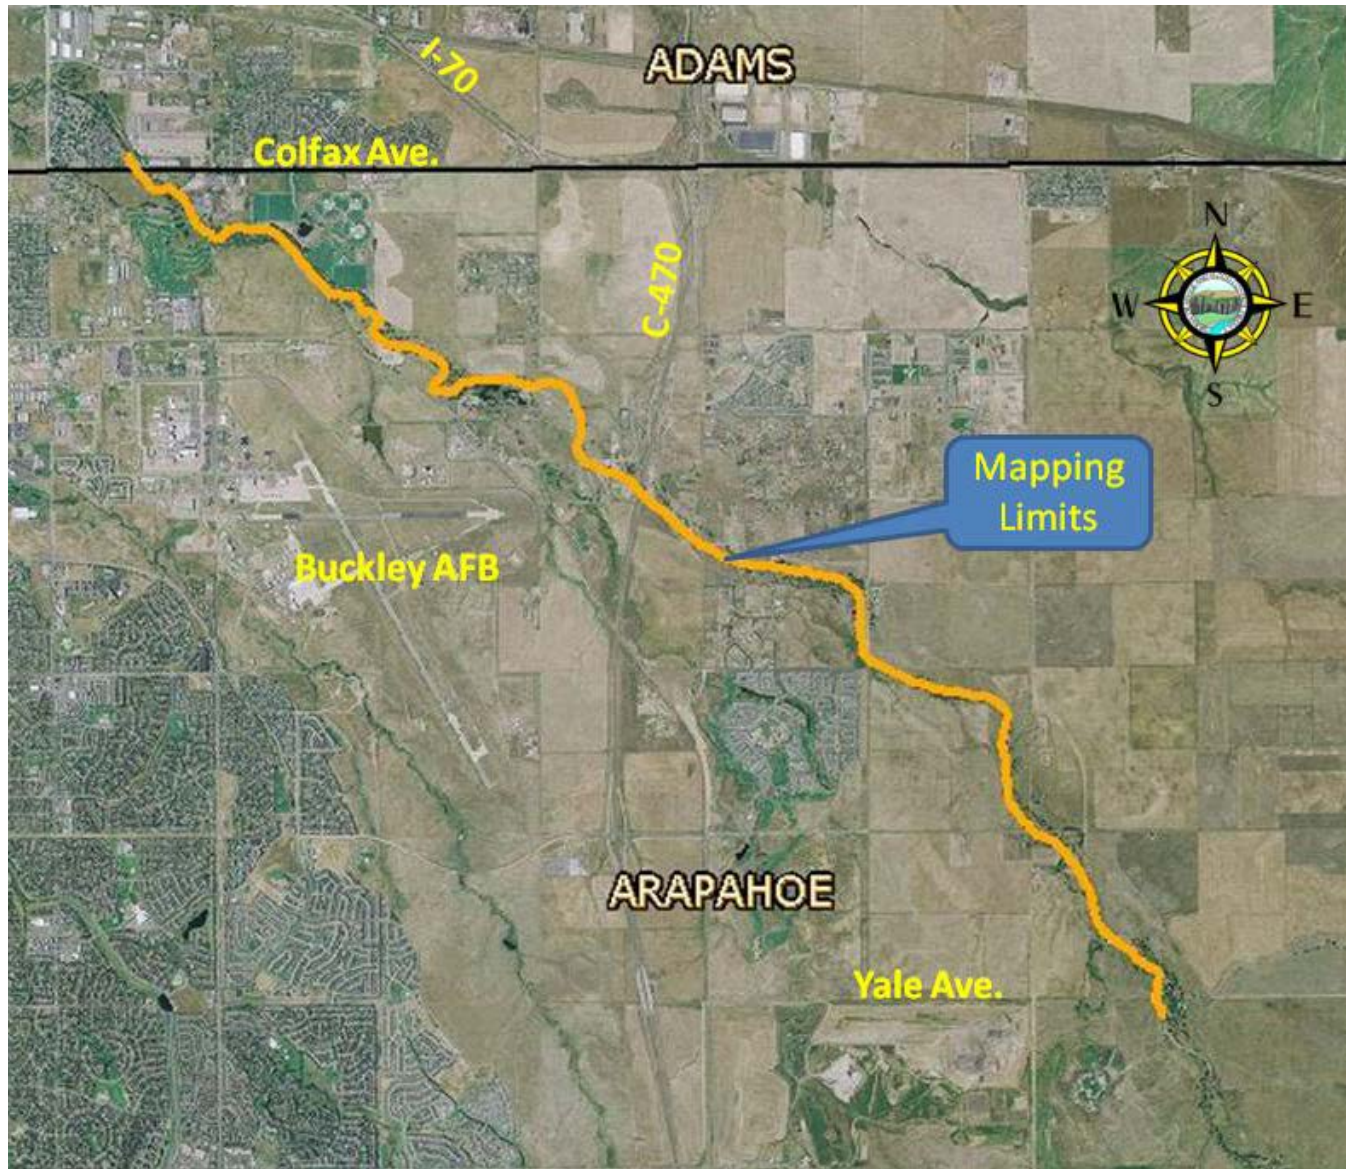 ADAMS
I-70
Colfax Ave.
N
C-470
W
E
S
Mapping
Limits
Buckley AFB
ARAPAHOE
Yale Ave.